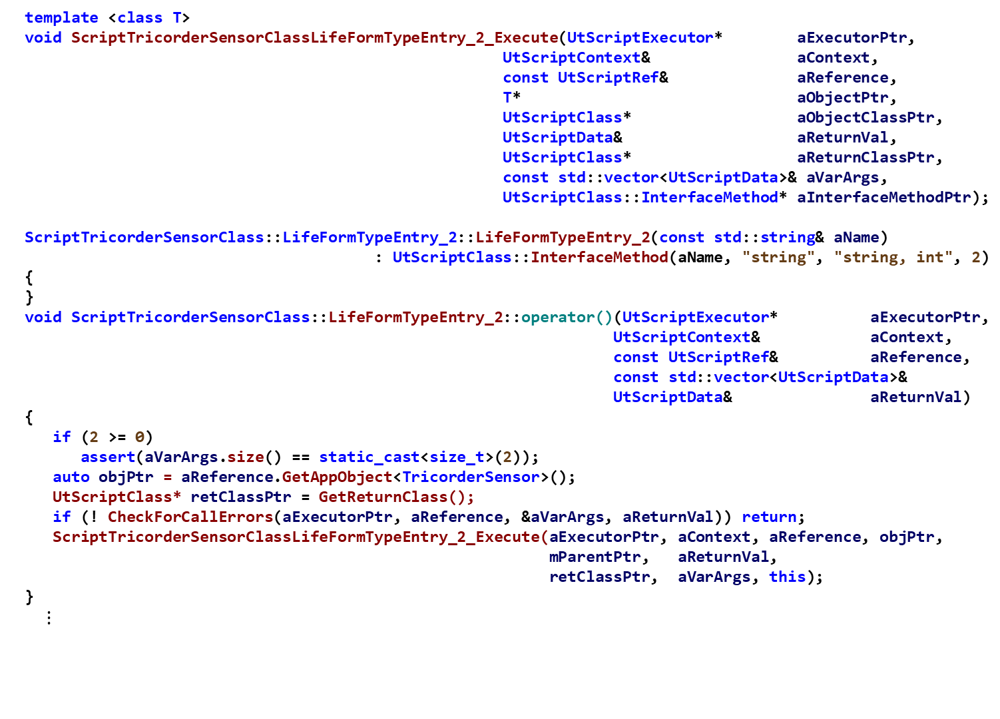 template <class T>
void ScriptTricorderSensorClassLifeFormTypeEntry_2_Execute(UtScriptExecutor*        aExecutorPtr,
                                                    UtScriptContext&                aContext,
                                                    const UtScriptRef&              aReference,
                                                    T*                              aObjectPtr,
                                                    UtScriptClass*                  aObjectClassPtr,
                                                    UtScriptData&                   aReturnVal,
                                                    UtScriptClass*                  aReturnClassPtr,
                                                    const std::vector<UtScriptData>& aVarArgs,
                                                    UtScriptClass::InterfaceMethod* aInterfaceMethodPtr);

ScriptTricorderSensorClass::LifeFormTypeEntry_2::LifeFormTypeEntry_2(const std::string& aName)
                                      : UtScriptClass::InterfaceMethod(aName, "string", "string, int", 2)
{
}
void ScriptTricorderSensorClass::LifeFormTypeEntry_2::operator()(UtScriptExecutor*          aExecutorPtr,
                                                                UtScriptContext&            aContext,
                                                                const UtScriptRef&          aReference,
                                                                const std::vector<UtScriptData>&
                                                                UtScriptData&               aReturnVal)
{
   if (2 >= 0)
      assert(aVarArgs.size() == static_cast<size_t>(2));
   auto objPtr = aReference.GetAppObject<TricorderSensor>();
   UtScriptClass* retClassPtr = GetReturnClass();
   if (! CheckForCallErrors(aExecutorPtr, aReference, &aVarArgs, aReturnVal)) return;
   ScriptTricorderSensorClassLifeFormTypeEntry_2_Execute(aExecutorPtr, aContext, aReference, objPtr,
                                                         mParentPtr,   aReturnVal,
                                                         retClassPtr,  aVarArgs, this);
}
  ⋮